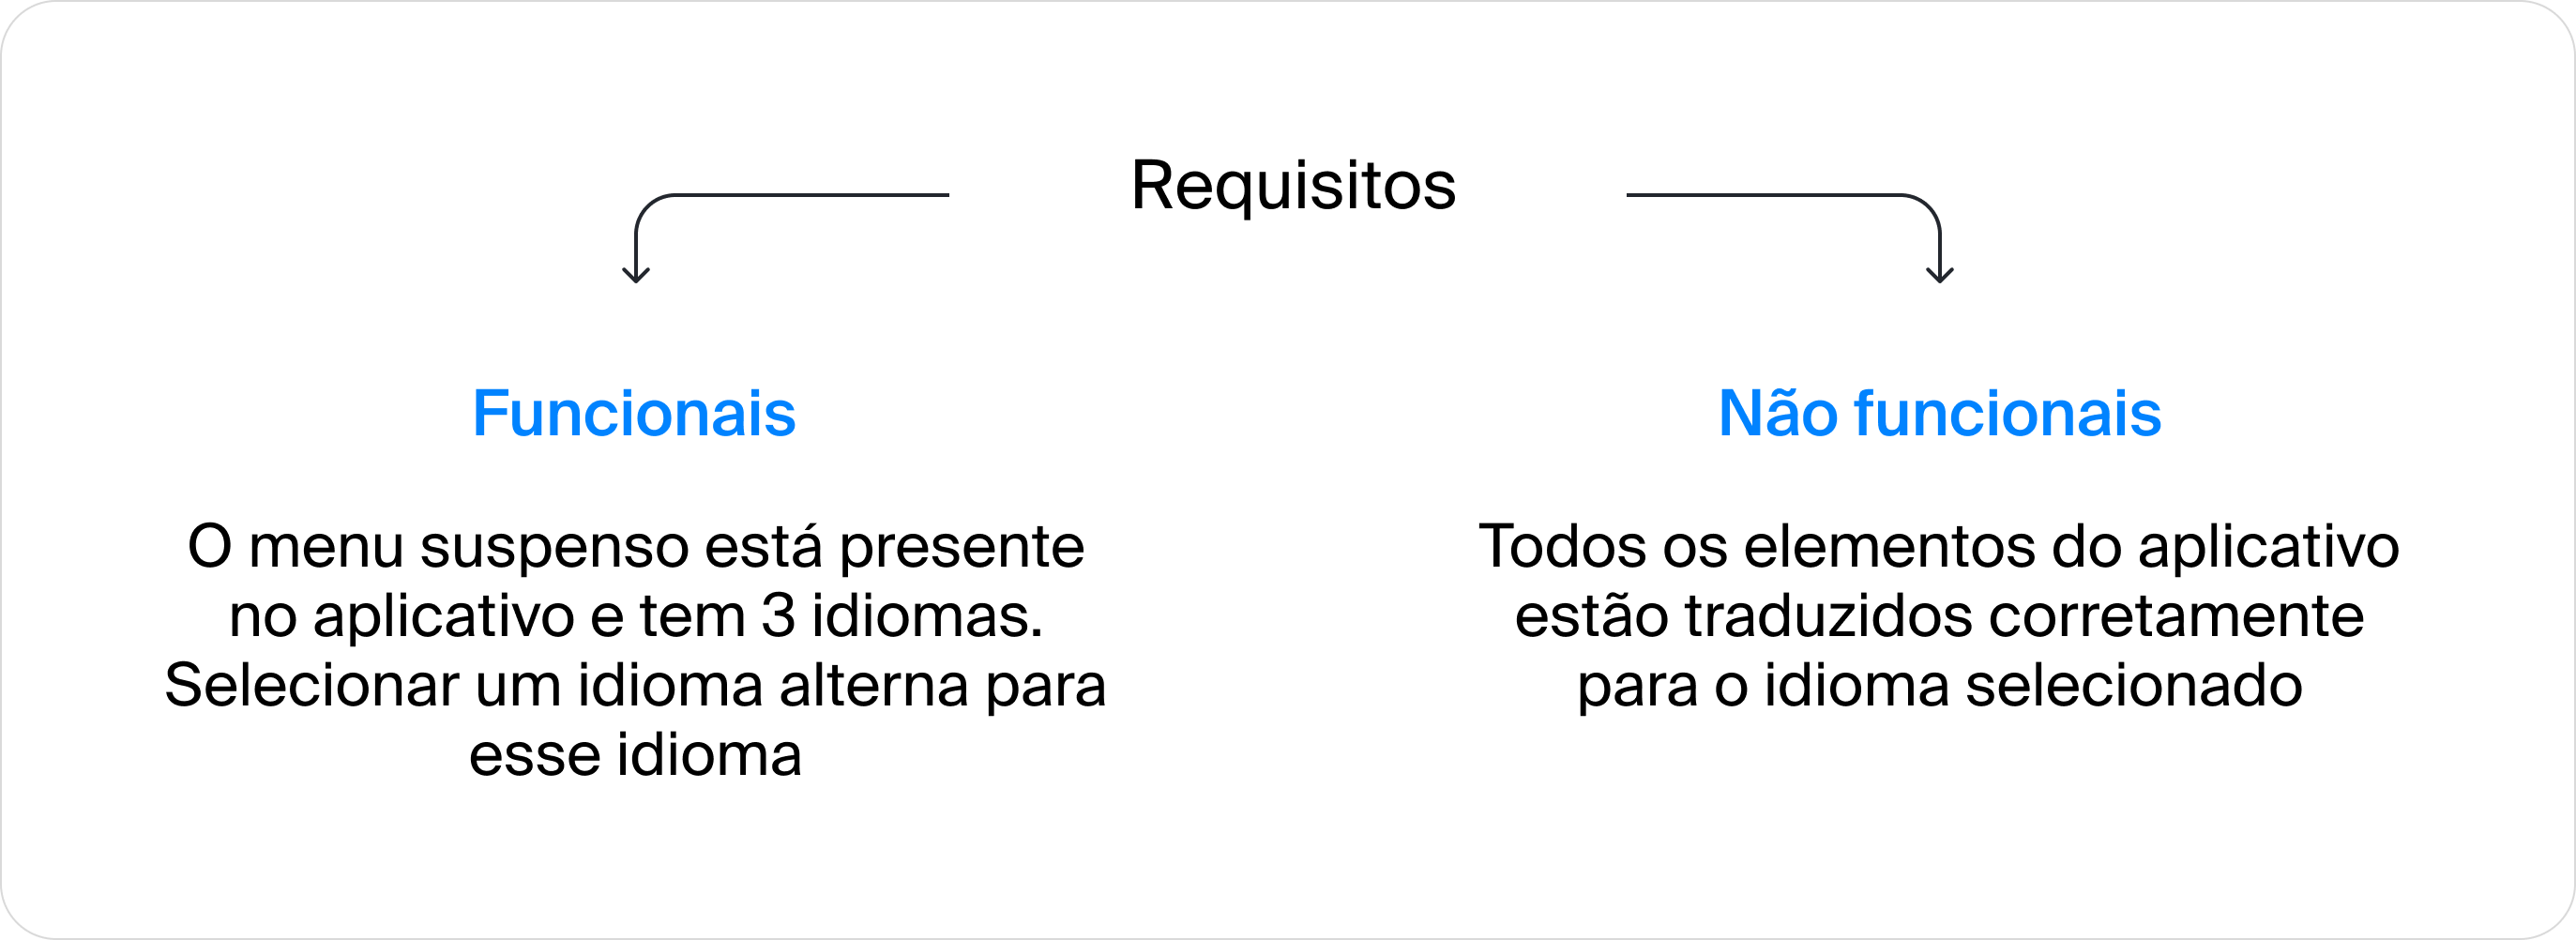 Requisitos
Funcionais
O menu suspenso está presente
no aplicativo e tem 3 idiomas.
Selecionar um idioma alterna para
esse idioma
Não funcionais
Todos os elementos do aplicativo
estão traduzidos corretamente
para o idioma selecionado